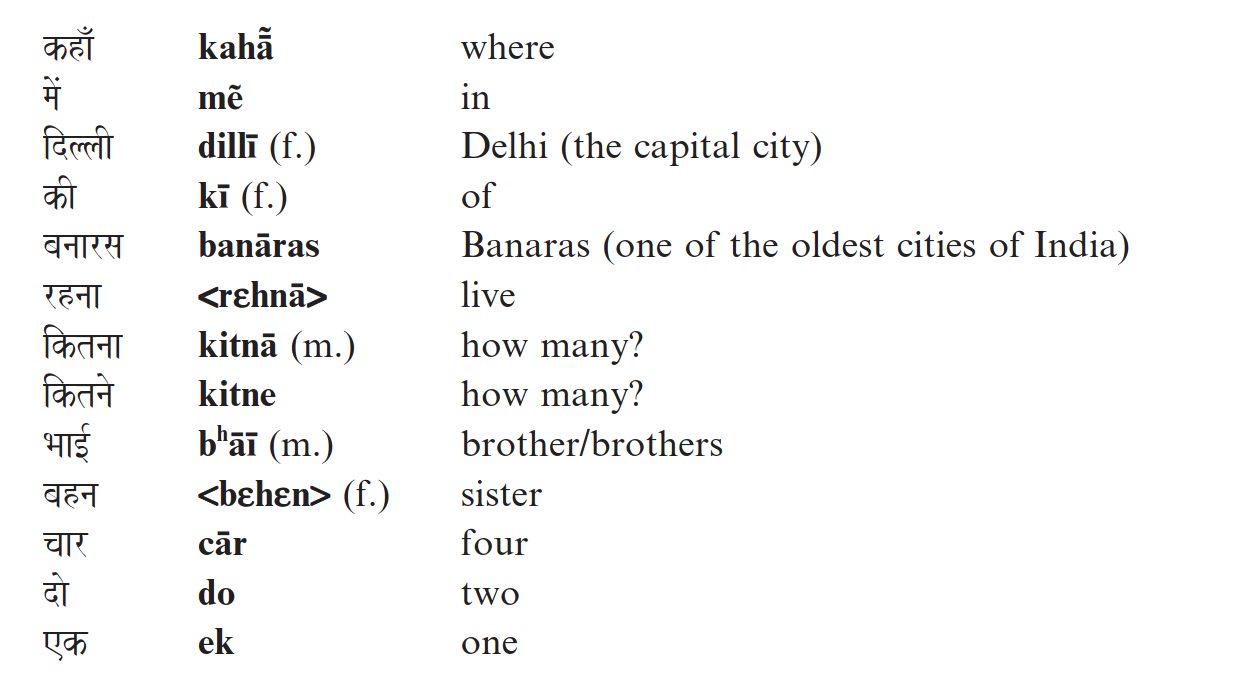 कहाँ kahā̃ where
में mẽ in
दिल्ली dillī (f.) Delhi (the capital city)
की kī (f.) of
बनारस banāras Banaras (one of the oldest cities of India)
रहना <rɛhnā> live
कितना kitnā (m.) how many?
कितने kitne how many?
भाई bʰāī (m.) brother/brothers
बहन <bɛhɛn> (f.) sister
चार cār four
दो do two
एक ek one